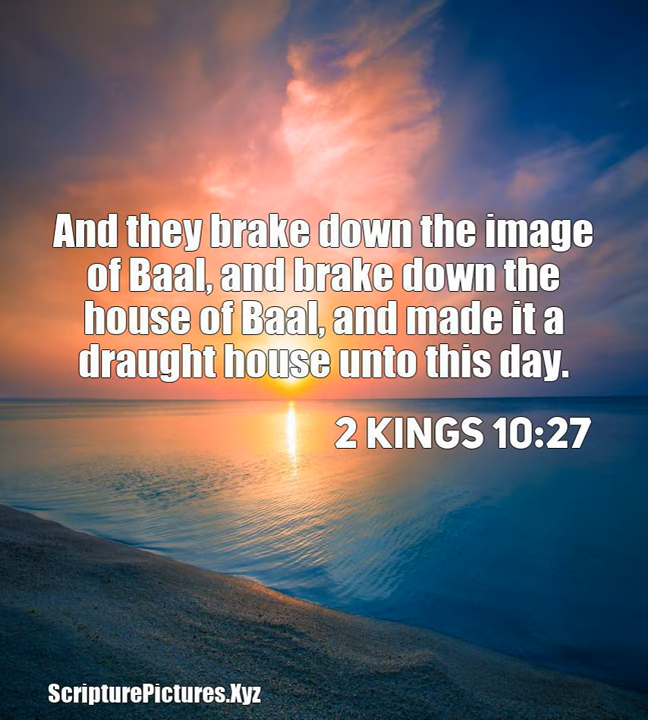 And they brake down the image
of Baal, and brake down the
house of Baal, and made it a
draught house unto this day.
2 KINGS 10:27
ScripturePictures.Xyz